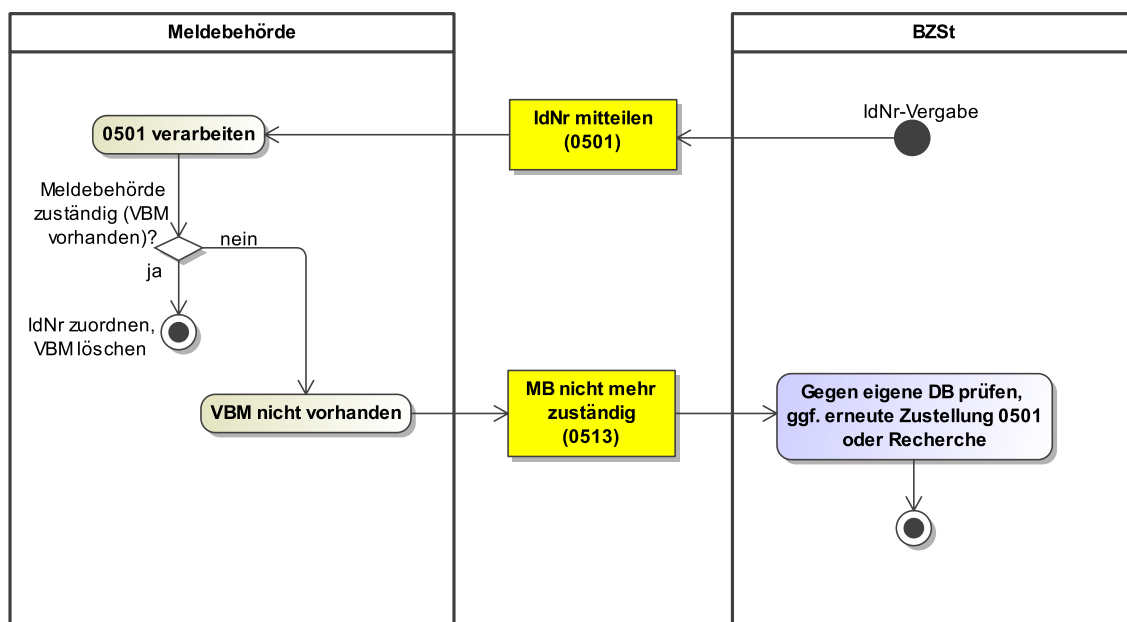 Meldebehörde
BZSt
IdNr-Vergabe
IdNr mitteilen
(0501)
0501 verarbeiten
Meldebehörde
zuständig (VBM
vorhanden)?
nein
ja
IdNr zuordnen,
VBM löschen
VBM nicht vorhanden
MB nicht mehr
zuständig
(0513)
Gegen eigene DB prüfen,
ggf. erneute Zustellung 0501
oder Recherche